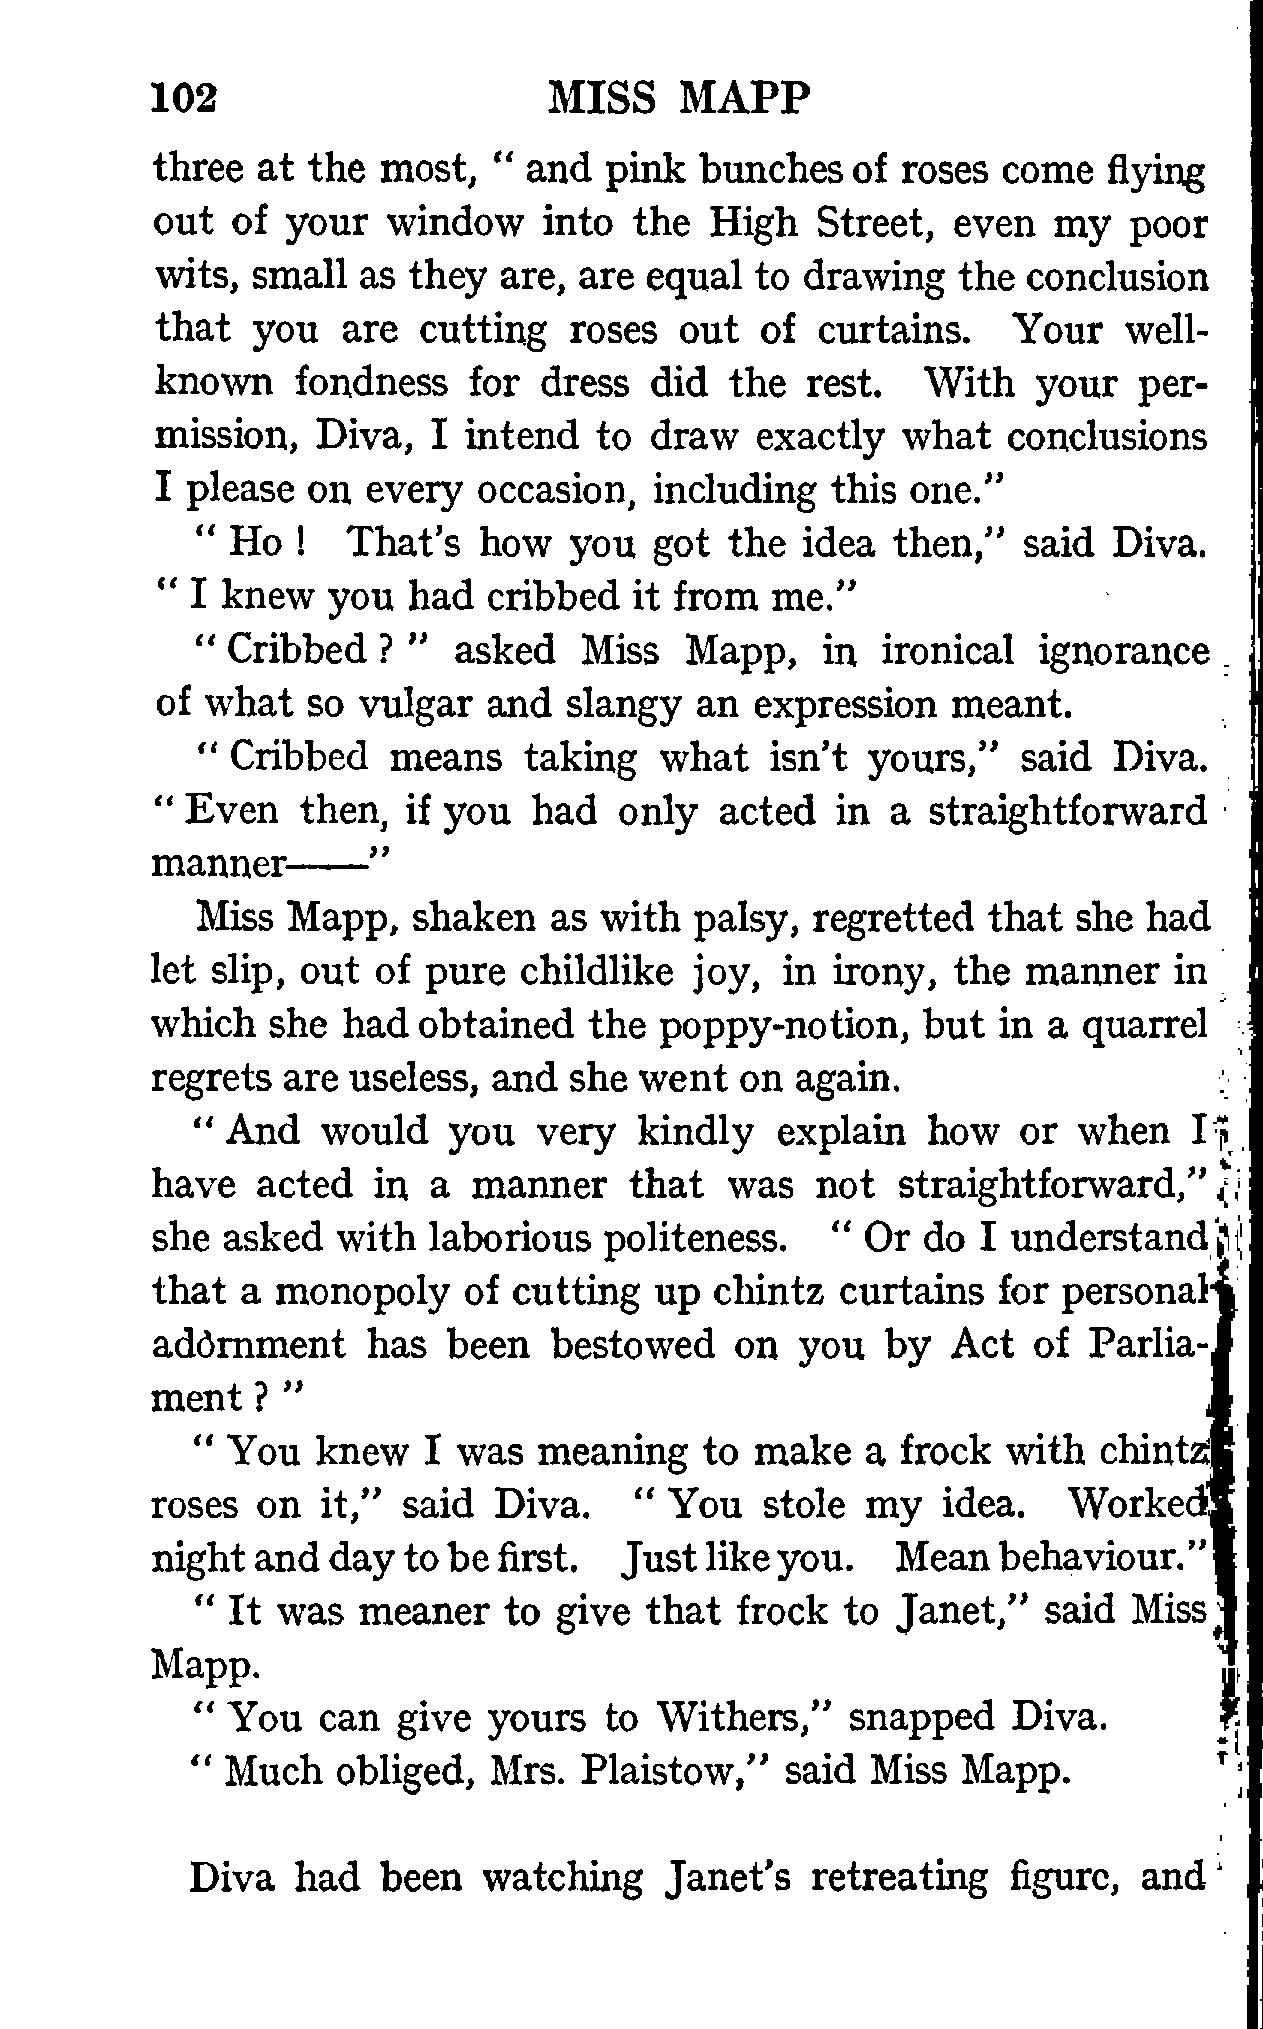 102 MISS MAPP
three at the most, " and pink bunches of roses come flying
out of your window into the High Street, even my poor
wits, small as they are, are equal to drawing the conclusion
that you are cutting roses out of curtains. Your well-
known fondness for dress did the rest. With your per-
mission, Diva, I intend to draw exactly what conclusions
I please on every occasion, including this one."
" Ho ! That's how you got the idea then," said Diva.
" I knew you had cribbed it from me."
" Cribbed ? " asked Miss Mapp, in ironical ignorance
of what so vulgar and slangy an expression meant.
" Cribbed means taking what isn't yours," said Diva.
" Even then, if you had only acted in a straightforward
manner——"
Miss Mapp, shaken as with palsy, regretted that she had
let slip, out of pure childlike joy, in irony, the manner in
which she had obtained the poppy-notion, but in a quarrel
regrets are useless, and she went on again.
" And would you very kindly explain how or when I
have acted in a manner that was not straightforward,"
she asked with laborious politeness. " Or do I understand
that a monopoly of cutting up chintz curtains for personal
adornment has been bestowed on you by Act of Parlia-
ment ? "
" You knew I was meaning to make a frock with chintz
roses on it," said Diva. " You stole my idea. Worked
night and day to be first. Just like you. Mean behaviour."
" It was meaner to give that frock to Janet," said Miss
Mapp.
" You can give yours to Withers," snapped Diva.
" Much obliged, Mrs. Plaistow," said Miss Mapp.
Diva had been watching Janet's retreating figure, and